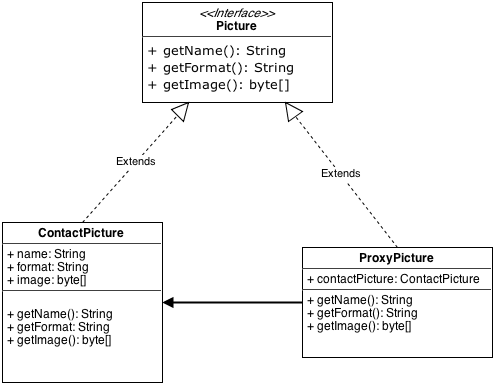 <<Interface>>
Picture
+ getName(): String
+ getFormat(): String
+ getImage(): byte[]
Extends
Extends
ContactPicture
+ name: String
+ format: String
+ image: byte[]
+ getName(): String
+ getFormat: String
+ getImage(): byte[]
ProxyPicture
+ contactPicture: ContactPicture
+ getName(): String
+ getFormat(): String
+ getImage(): byte[]